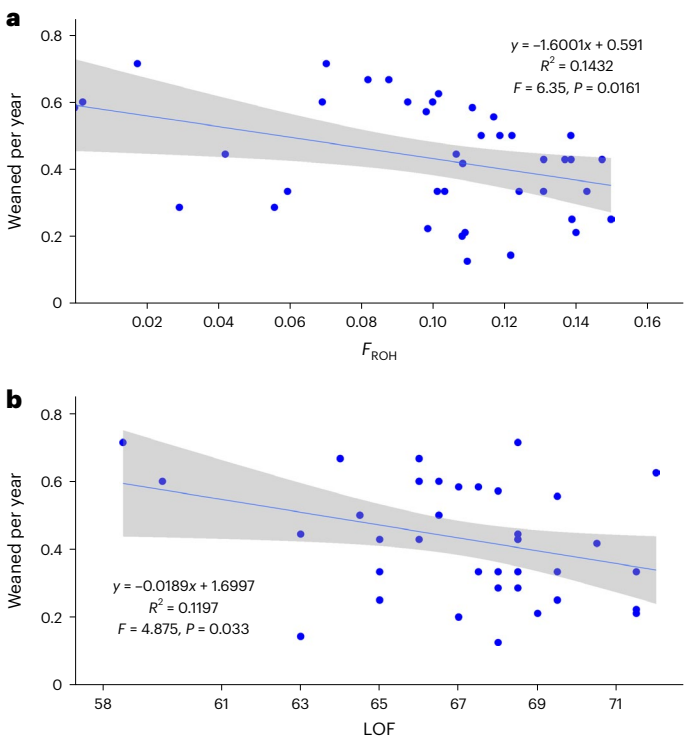 a
0.8
0.6
0.4
0.2
0
Weaned per year
y = –1.6001x + 0.591
R² = 0.1432
F = 6.35, P = 0.0161
0.02 0.04 0.06 0.08 0.10 0.12 0.14 0.16
F_ROH
b
0.8
0.6
0.4
0.2
0
Weaned per year
y = –0.0189x + 1.6997
R² = 0.1197
F = 4.875, P = 0.033
58 61 63 65 67 69 71
LOF